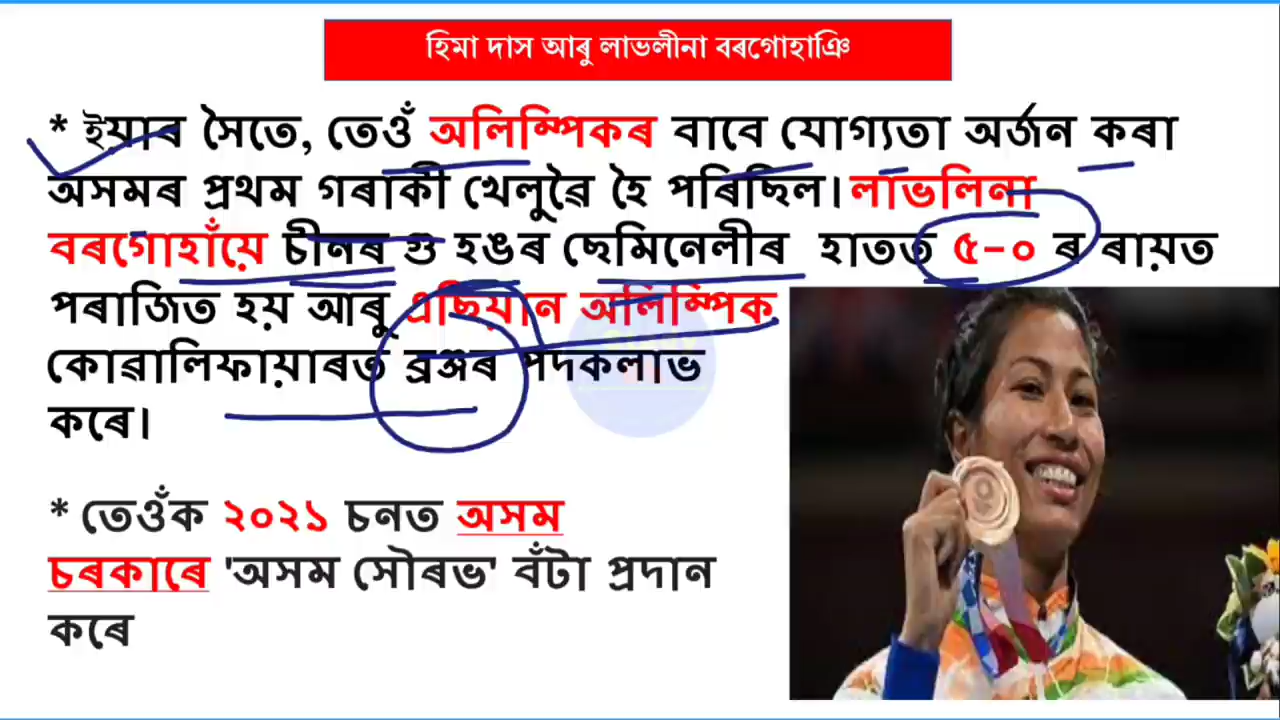 হিমা দাস আৰু লাভলীনা বৰগোহাঞি
* ইয়াৰ সৈতে, তেওঁ অলিম্পিকৰ বাবে যোগ্যতা অৰ্জন কৰা
অসমৰ প্ৰথম গৰাকী খেলুৱৈ হৈ পৰিছিল। লাভলিনা
বৰগোহাঁয়ে চীনৰ গু হঙৰ ছেমিনেলীৰ হাতত ৫-০ ৰ ৰায়ত
পৰাজিত হয় আৰু এছিয়ান অলিম্পিক
কোৱালিফায়াৰত ব্ৰঞ্জৰ পদকলাভ
কৰে।
* তেওঁক ২০২১ চনত অসম
চৰকাৰে 'অসম সৌৰভ' বঁটা প্ৰদান
কৰে